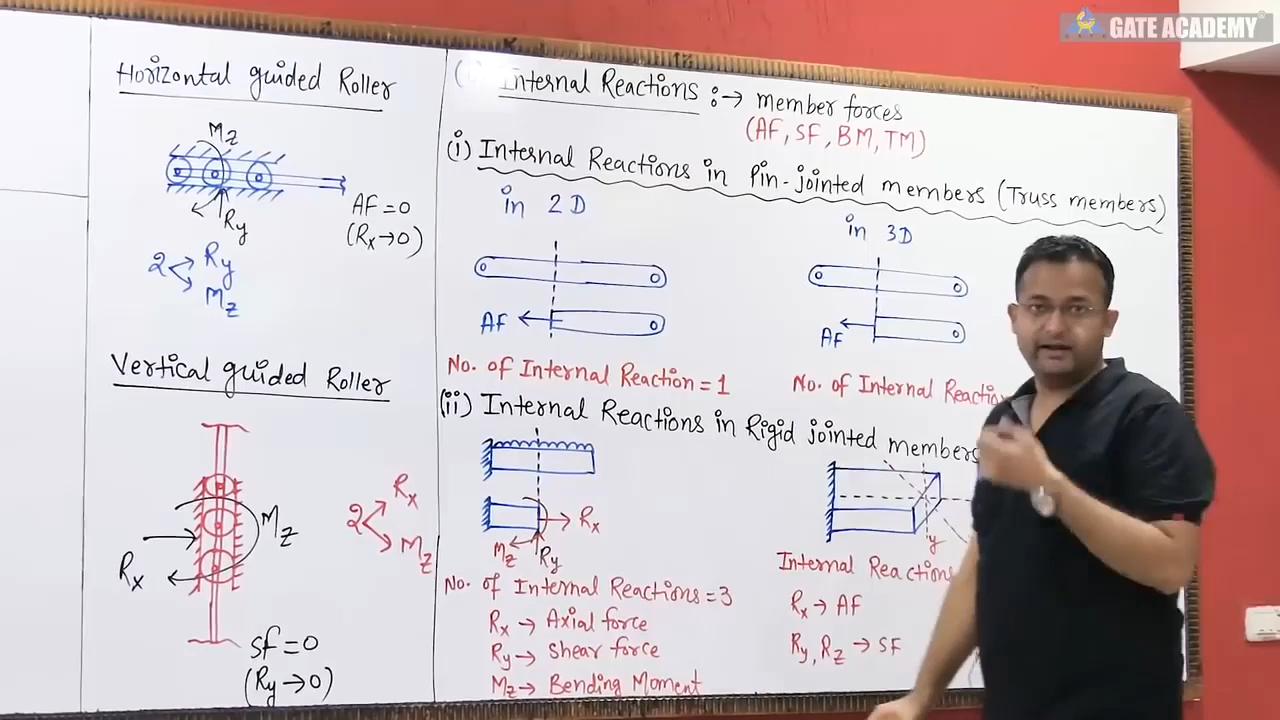 GATE ACADEMY
Horizontal guided Roller
Mz
Ry
AF=0
(Rx→0)
2
Ry
Mz
Vertical guided Roller
Rx
Mz
2
Rx
Mz
SF=0
(Ry→0)
Internal Reactions :→ member forces
(AF, SF, BM, TM)
(i) Internal Reactions in Pin-jointed members (Truss members)
in 2D
in 3D
AF
AF
No. of Internal Reaction = 1
No. of Internal
(ii) Internal Reactions in Rigid jointed members
Rx
Mz
Ry
y
No. of Internal Reactions = 3
Rx → Axial force
Ry → Shear force
Mz → Bending Moment
Internal Reactions
Rx → AF
Ry, Rz → SF